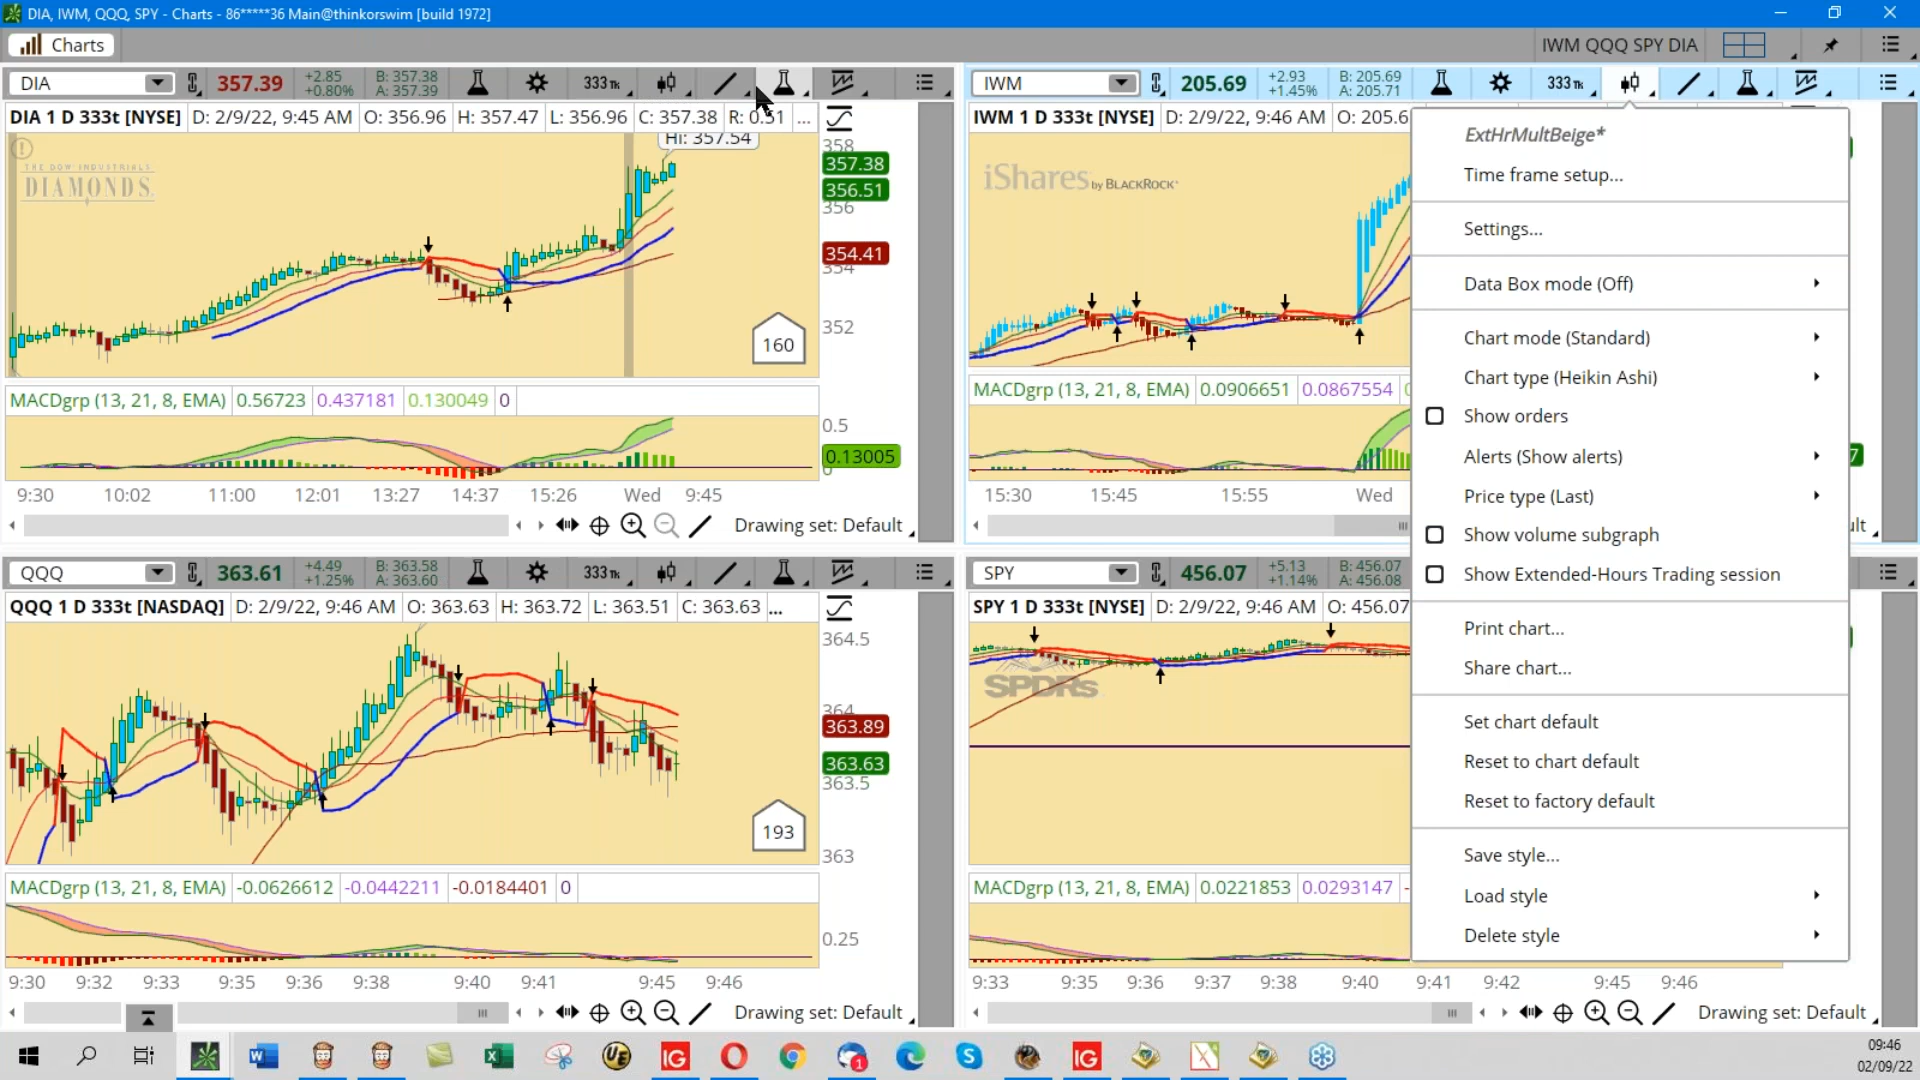 DIA, IWM, QQQ, SPY - Charts - 86*****36 Main@thinkorswim [build 1972]
Charts
IWM QQQ SPY DIA
DIA 357.39 +2.85 +0.80% B: 357.38 A: 357.39 333Tk
DIA 1 D 333t [NYSE] D: 2/9/22, 9:45 AM O: 356.96 H: 357.47 L: 356.96 C: 357.38 R: 0.51 ...
Hi: 357.54
THE DOW INDUSTRIALS
DIAMONDS.
358
357.38
356.51
356
354.41
354
352
160
MACDgrp (13, 21, 8, EMA) 0.56723 0.437181 0.130049 0
0.5
0.13005
0
9:30 10:02 11:00 12:01 13:27 14:37 15:26 Wed 9:45
Drawing set: Default
IWM 205.69 +2.93 +1.45% B: 205.69 A: 205.71 333Tk
IWM 1 D 333t [NYSE] D: 2/9/22, 9:46 AM O: 205.6
iShares by BLACKROCK
MACDgrp (13, 21, 8, EMA) 0.0906651 0.0867554
7
15:30 15:45 15:55 Wed
ExtHrMultBeige*
Time frame setup...
Settings...
Data Box mode (Off)
Chart mode (Standard)
Chart type (Heikin Ashi)
Show orders
Alerts (Show alerts)
Price type (Last)
Show volume subgraph
Show Extended-Hours Trading session
Print chart...
Share chart...
Set chart default
Reset to chart default
Reset to factory default
Save style...
Load style
Delete style
QQQ 363.61 +4.49 +1.25% B: 363.58 A: 363.60 333Tk
QQQ 1 D 333t [NASDAQ] D: 2/9/22, 9:46 AM O: 363.63 H: 363.72 L: 363.51 C: 363.63 ...
364.5
364
363.89
363.63
363.5
363
193
MACDgrp (13, 21, 8, EMA) -0.0626612 -0.0442211 -0.0184401 0
0.25
9:30 9:32 9:33 9:35 9:36 9:38 9:40 9:41 9:45 9:46
Drawing set: Default
SPY 456.07 +5.13 +1.14% B: 456.07 A: 456.08
SPY 1 D 333t [NYSE] D: 2/9/22, 9:46 AM O: 456.07
SPDRs
MACDgrp (13, 21, 8, EMA) 0.0221853 0.0293147
9:33 9:35 9:36 9:37 9:38 9:40 9:41 9:42 9:45 9:46
Drawing set: Default
UE
IG
1
IG
09:46
02/09/22